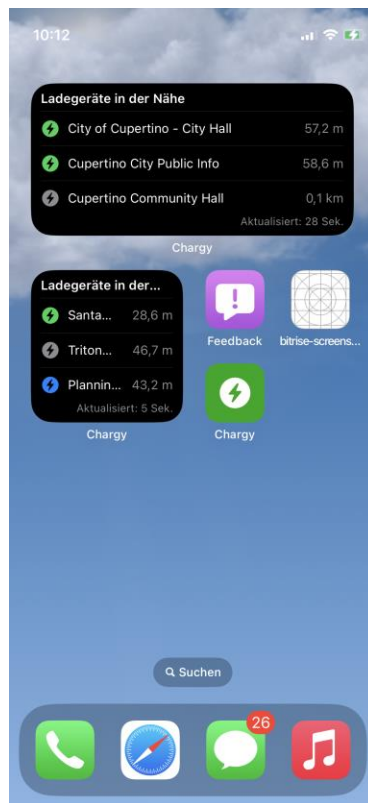 10:12
Ladegeräte in der Nähe
City of Cupertino - City Hall 57,2 m
Cupertino City Public Info 58,6 m
Cupertino Community Hall 0,1 km
Aktualisiert: 28 Sek.
Chargy
Ladegeräte in der...
Santa... 28,6 m
Triton... 46,7 m
Plannin... 43,2 m
Aktualisiert: 5 Sek.
Chargy
Feedback
bitrise-screens...
Chargy
Suchen
26